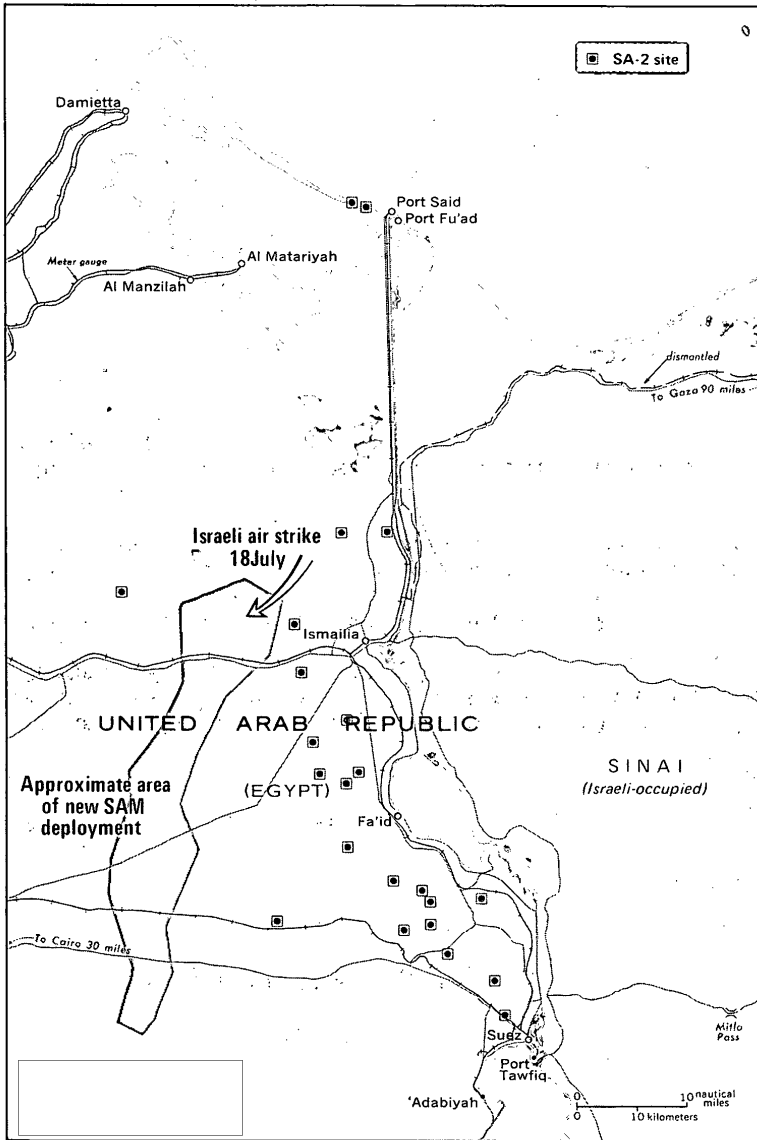 SA-2 site
Damietta
Port Said
Port Fu'ad
Al Matariyah
Meter gauge
Al Manzilah
dismantled
To Gaza 90 miles
Israeli air strike
18July
Ismailia
UNITED ARAB REPUBLIC
(EGYPT)
SINAI
(Israeli-occupied)
Approximate area
of new SAM
deployment
Fa'id
To Cairo 30 miles
Mitla
Pass
Suez
Port
Tawfiq
'Adabiyah
0 10 nautical
miles
0 10 kilometers